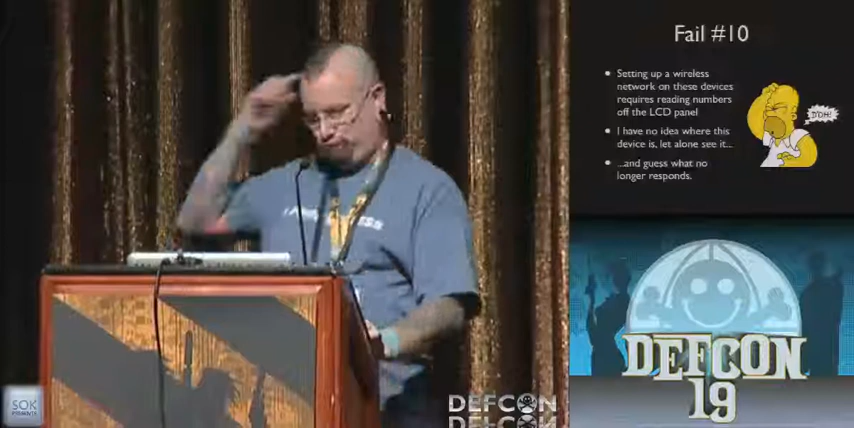 Fail #10
Setting up a wireless
network on these devices
requires reading numbers
off the LCD panel
I have no idea where this
device is, let alone see it...
...and guess what no
longer responds.
D'OH!
DEFCON
19
DEFCON
SOK